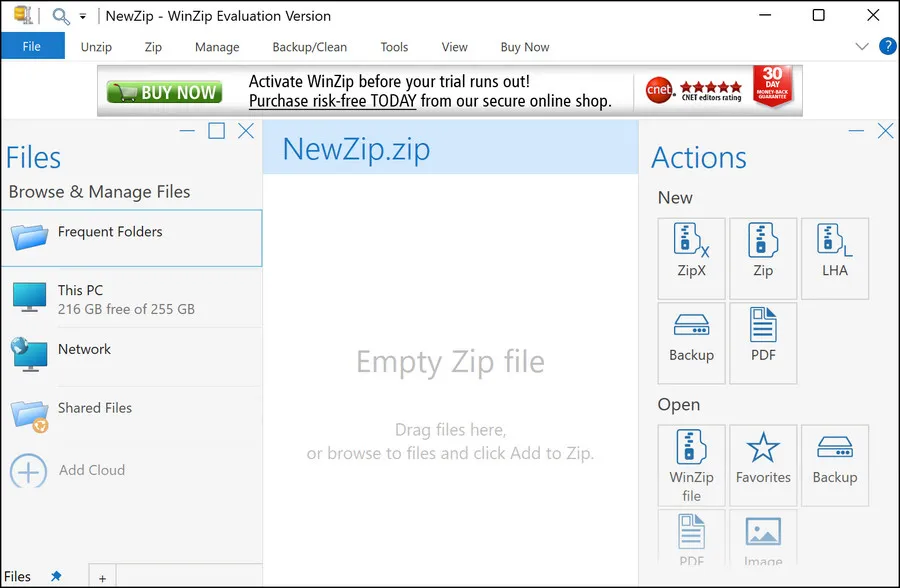 NewZip - WinZip Evaluation Version
File Unzip Zip Manage Backup/Clean Tools View Buy Now
?
BUY NOW
Activate WinZip before your trial runs out!
Purchase risk-free TODAY from our secure online shop.
cnet.
CNET editors rating
30
DAY
MONEY-BACK
GUARANTEE
Files
Browse & Manage Files
Frequent Folders
This PC
216 GB free of 255 GB
Network
Shared Files
Add Cloud
Files
+
NewZip.zip
Empty Zip file
Drag files here,
or browse to files and click Add to Zip.
Actions
New
X
ZipX
Zip
L
LHA
Backup
PDF
Open
WinZip
file
Favorites
Backup
PDF
Image